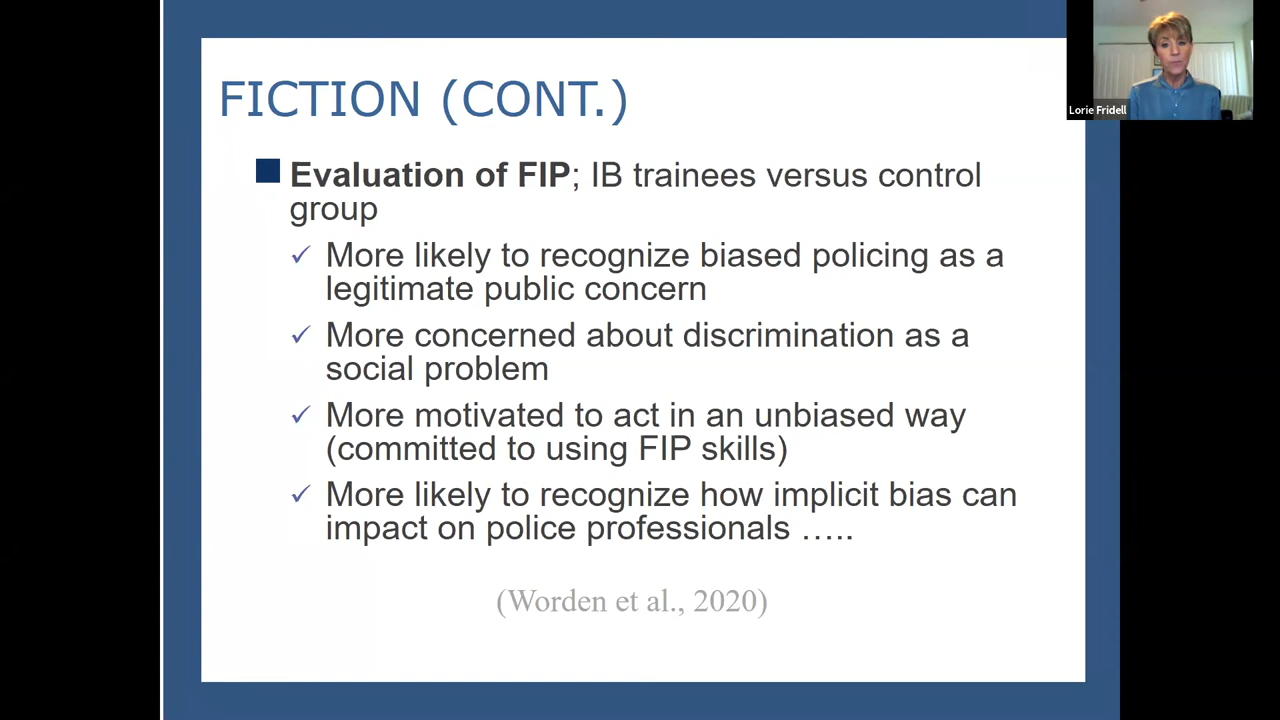 FICTION (CONT.)
Evaluation of FIP; IB trainees versus control
group
✓ More likely to recognize biased policing as a
legitimate public concern
✓ More concerned about discrimination as a
social problem
✓ More motivated to act in an unbiased way
(committed to using FIP skills)
✓ More likely to recognize how implicit bias can
impact on police professionals …..
(Worden et al., 2020)
Lorie Fridell